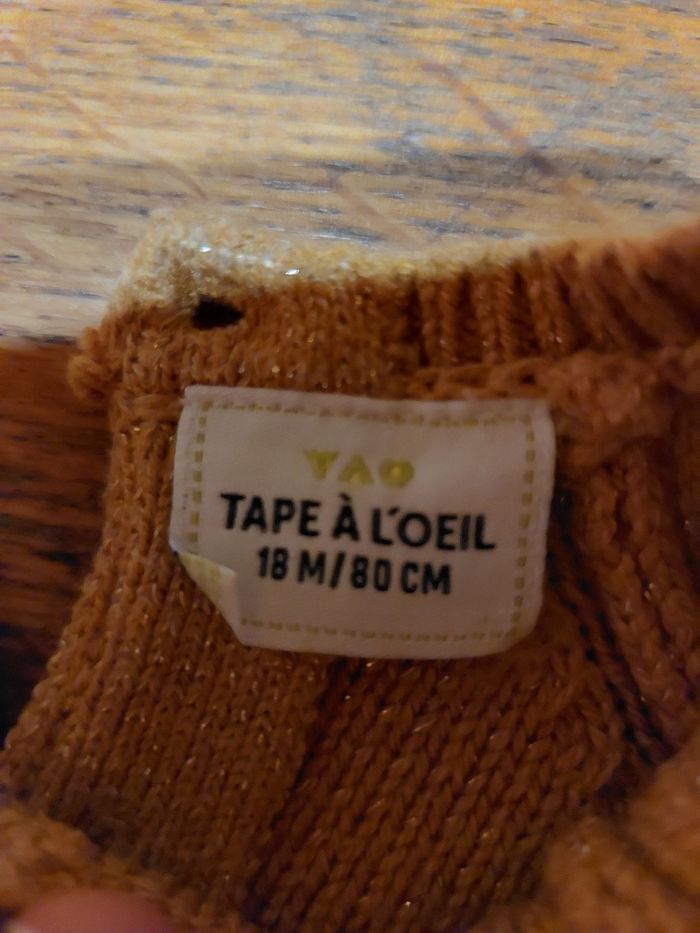 TAO
TAPE À L'OEIL
18 M/80 CM